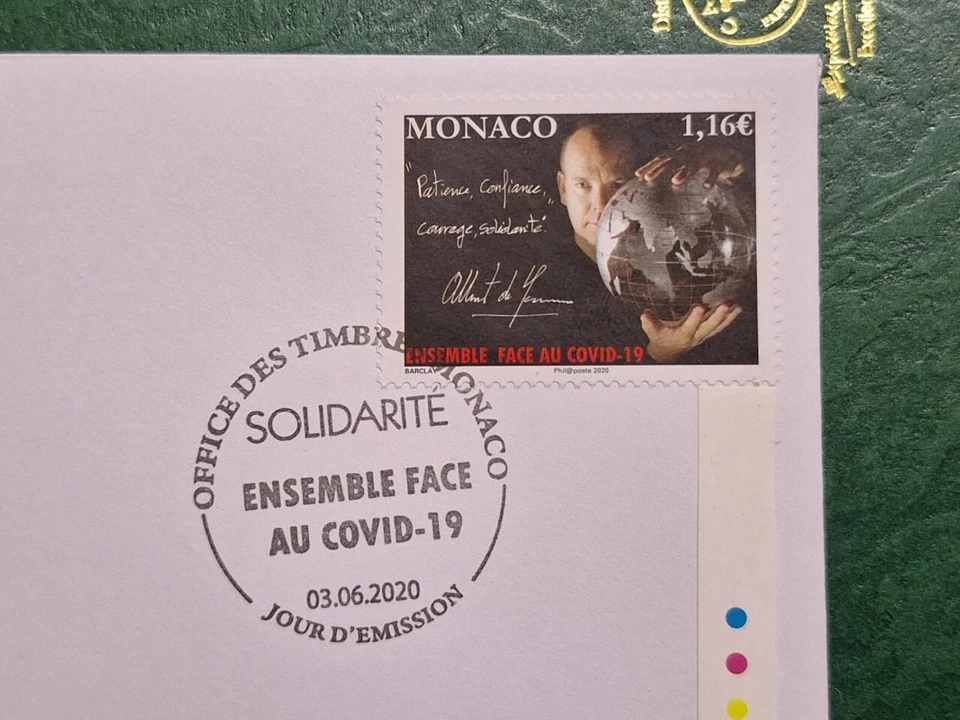 MONACO 1,16€
"Patience, Confiance,
Courage, Solidarité."
Albert de Monaco
ENSEMBLE FACE AU COVID-19
BARCLAY Phil@poste 2020
OFFICE DES TIMBRES MONACO
SOLIDARITÉ
ENSEMBLE FACE
AU COVID-19
03.06.2020
JOUR D'EMISSION